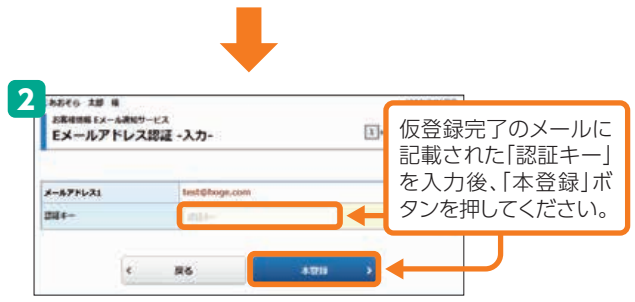 2
あおぞら 太郎 様
お客様情報 Eメール通知サービス
Eメールアドレス認証 -入力-
1
仮登録完了のメールに
記載された「認証キー」
を入力後、「本登録」ボ
タンを押してください。
メールアドレス1 test@hoge.com
認証キー 認証キー
戻る 本登録